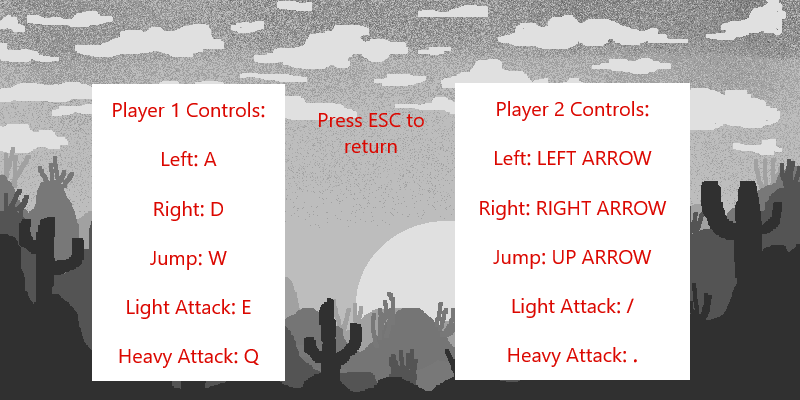 Player 1 Controls:
Left: A
Right: D
Jump: W
Light Attack: E
Heavy Attack: Q
Press ESC to
return
Player 2 Controls:
Left: LEFT ARROW
Right: RIGHT ARROW
Jump: UP ARROW
Light Attack: /
Heavy Attack: .